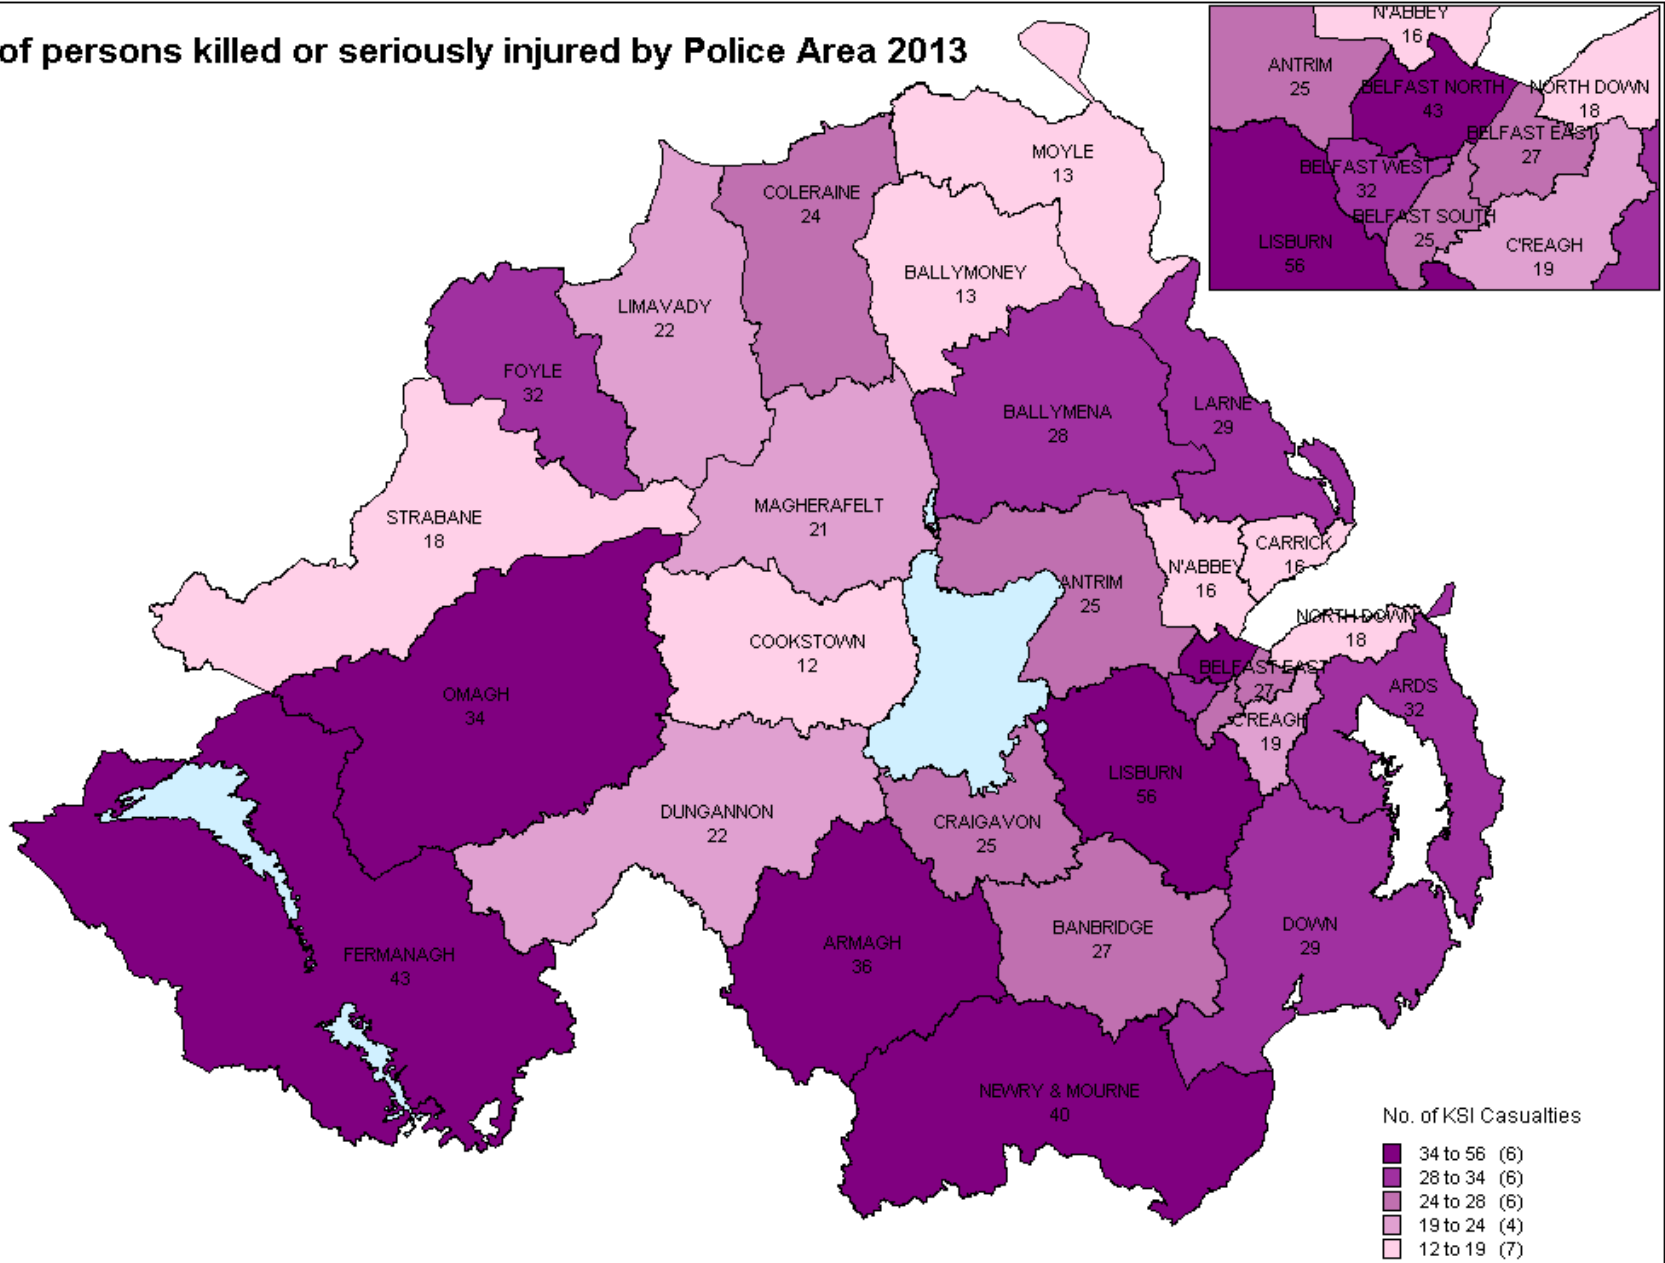 of persons killed or seriously injured by Police Area 2013
N'ABBEY
16
ANTRIM
25
BELFAST NORTH
43
NORTH DOWN
18
BELFAST EAST
27
BELFAST WEST
32
BELFAST SOUTH
25
LISBURN
56
C'REAGH
19
MOYLE
13
COLERAINE
24
BALLYMONEY
13
LIMAVADY
22
FOYLE
32
BALLYMENA
28
LARNE
29
STRABANE
18
MAGHERAFELT
21
CARRICK
16
N'ABBEY
16
ANTRIM
25
NORTH DOWN
18
COOKSTOWN
12
BELFAST EAST
27
OMAGH
34
ARDS
32
C'REAGH
19
LISBURN
56
DUNGANNON
22
CRAIGAVON
25
BANBRIDGE
27
DOWN
29
ARMAGH
36
FERMANAGH
43
NEWRY & MOURNE
40
No. of KSI Casualties
34 to 56 (6)
28 to 34 (6)
24 to 28 (6)
19 to 24 (4)
12 to 19 (7)